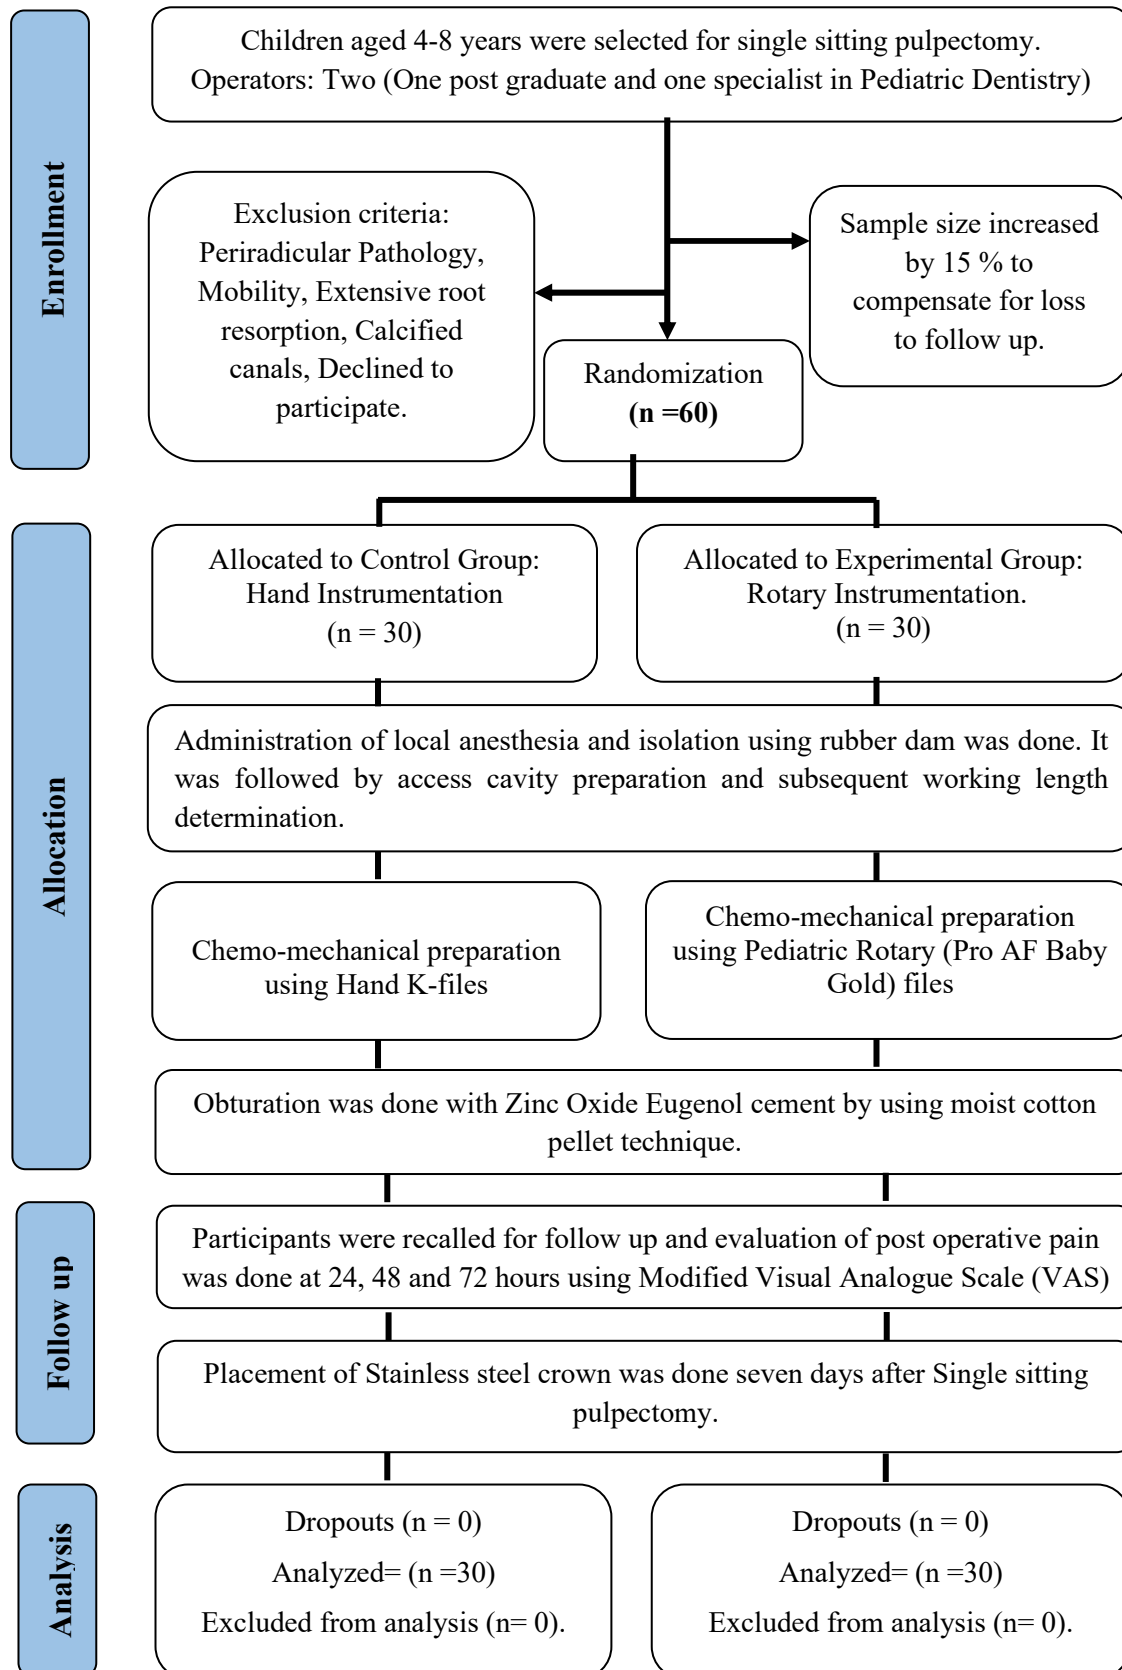 Enrollment
Children aged 4-8 years were selected for single sitting pulpectomy.
Operators: Two (One post graduate and one specialist in Pediatric Dentistry)
Exclusion criteria:
Periradicular Pathology,
Mobility, Extensive root
resorption, Calcified
canals, Declined to
participate.
Sample size increased
by 15 % to
compensate for loss
to follow up.
Randomization
(n =60)
Allocation
Allocated to Control Group:
Hand Instrumentation
(n = 30)
Allocated to Experimental Group:
Rotary Instrumentation.
(n = 30)
Administration of local anesthesia and isolation using rubber dam was done. It
was followed by access cavity preparation and subsequent working length
determination.
Chemo-mechanical preparation
using Hand K-files
Chemo-mechanical preparation
using Pediatric Rotary (Pro AF Baby
Gold) files
Obturation was done with Zinc Oxide Eugenol cement by using moist cotton
pellet technique.
Follow up
Participants were recalled for follow up and evaluation of post operative pain
was done at 24, 48 and 72 hours using Modified Visual Analogue Scale (VAS)
Placement of Stainless steel crown was done seven days after Single sitting
pulpectomy.
Analysis
Dropouts (n = 0)
Analyzed= (n =30)
Excluded from analysis (n= 0).
Dropouts (n = 0)
Analyzed= (n =30)
Excluded from analysis (n= 0).